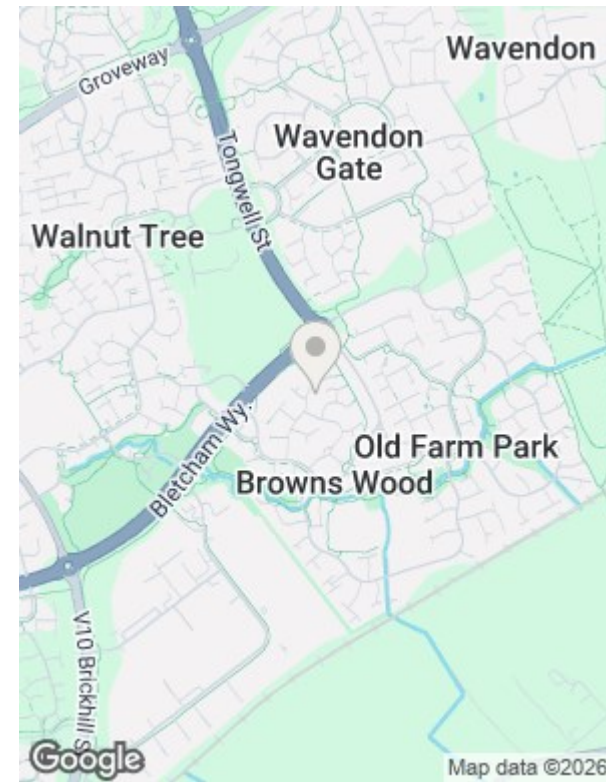 Groveway
Wavendon
Tongwell St
Wavendon
Gate
Walnut Tree
Bletcham Wy.
Old Farm Park
Browns Wood
V10 Brickhill S
Google
Map data ©2026